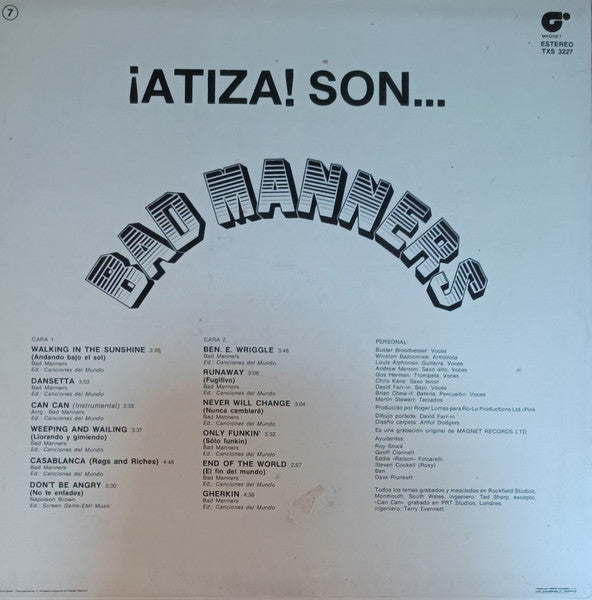 7
MAGNET
ESTEREO
TXS 3227
¡ATIZA! SON...
BAD MANNERS
CARA 1
WALKING IN THE SUNSHINE 3:26
(Andando bajo el sol)
Bad Manners
Ed.: Canciones del Mundo
DANSETTA 3:53
Bad Manners
Ed.: Canciones del Mundo
CAN CAN (Instrumental) 2:55
Arrg. Bad Manners
Ed.: Canciones del Mundo
WEEPING AND WAILING 3:37
(Llorando y gimiendo)
Bad Manners
Ed.: Canciones del Mundo
CASABLANCA (Rags and Riches) 4:48
Bad Manners
Ed.: Canciones del Mundo
DON'T BE ANGRY 2:30
(No te enfades)
Napoleon Brown
Ed.: Screen Gems-EMI Music
CARA 2
BEN. E. WRIGGLE 3:48
Bad Manners
Ed.: Canciones del Mundo
RUNAWAY 3:06
(Fugitivo)
Bad Manners
Ed.: Canciones del Mundo
NEVER WILL CHANGE 3:04
(Nunca cambiará)
Bad Manners
Ed.: Canciones del Mundo
ONLY FUNKIN' 3:32
(Sólo funkin)
Bad Manners
Ed.: Canciones del Mundo
END OF THE WORLD 2:57
(El fin del mundo)
Bad Manners
Ed.: Canciones del Mundo
GHERKIN 4:38
Bad Manners
Ed.: Canciones del Mundo
PERSONAL:
Buster Bloodvessel: Voces
Winston Bazoomies: Armónica
Louis Alphonso: Guitarra, Voces
Andrew Marson: Saxo alto, Voces
Gus Herman: Trompeta, Voces
Chris Kane: Saxo tenor
David Farr-in: Bajo, Voces
Brian Chew-it: Batería, Percusión, Voces
Martin Stewart: Teclados
Producido por Roger Lomas para Ro-Lo Productions Ltd./Pink
Dibujo portada: David Farr-in
Diseño carpeta: Artful Dodgers
Es una grabación original de MAGNET RECORDS LTD.
Ayudantes:
Roy Stock
Geoff Clennell
Eddie «Raison» Folcarelli
Steven Cockell (Roxy)
Ben
Dave Plunkett
Todos los temas grabados y mezclados en Rockfield Studios,
Monmouth, South Wales, ingeniero: Ted Sharp, excepto,
«Can Can», grabado en PRT Studios, Londres,
ingeniero: Terry Evennett.